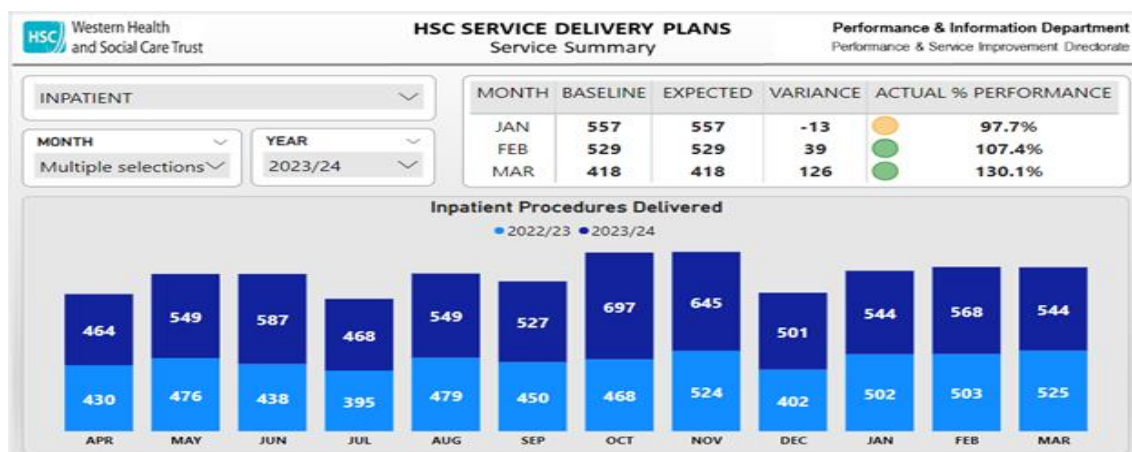 HSC Western Health and Social Care Trust
HSC SERVICE DELIVERY PLANS
Service Summary
Performance & Information Department
Performance & Service Improvement Directorate
INPATIENT
MONTH
Multiple selections
YEAR
2023/24
MONTH BASELINE EXPECTED VARIANCE ACTUAL % PERFORMANCE
JAN 557 557 -13 97.7%
FEB 529 529 39 107.4%
MAR 418 418 126 130.1%
Inpatient Procedures Delivered
2022/23 2023/24
464 549 587 468 549 527 697 645 501 544 568 544
430 476 438 395 479 450 468 524 402 502 503 525
APR MAY JUN JUL AUG SEP OCT NOV DEC JAN FEB MAR